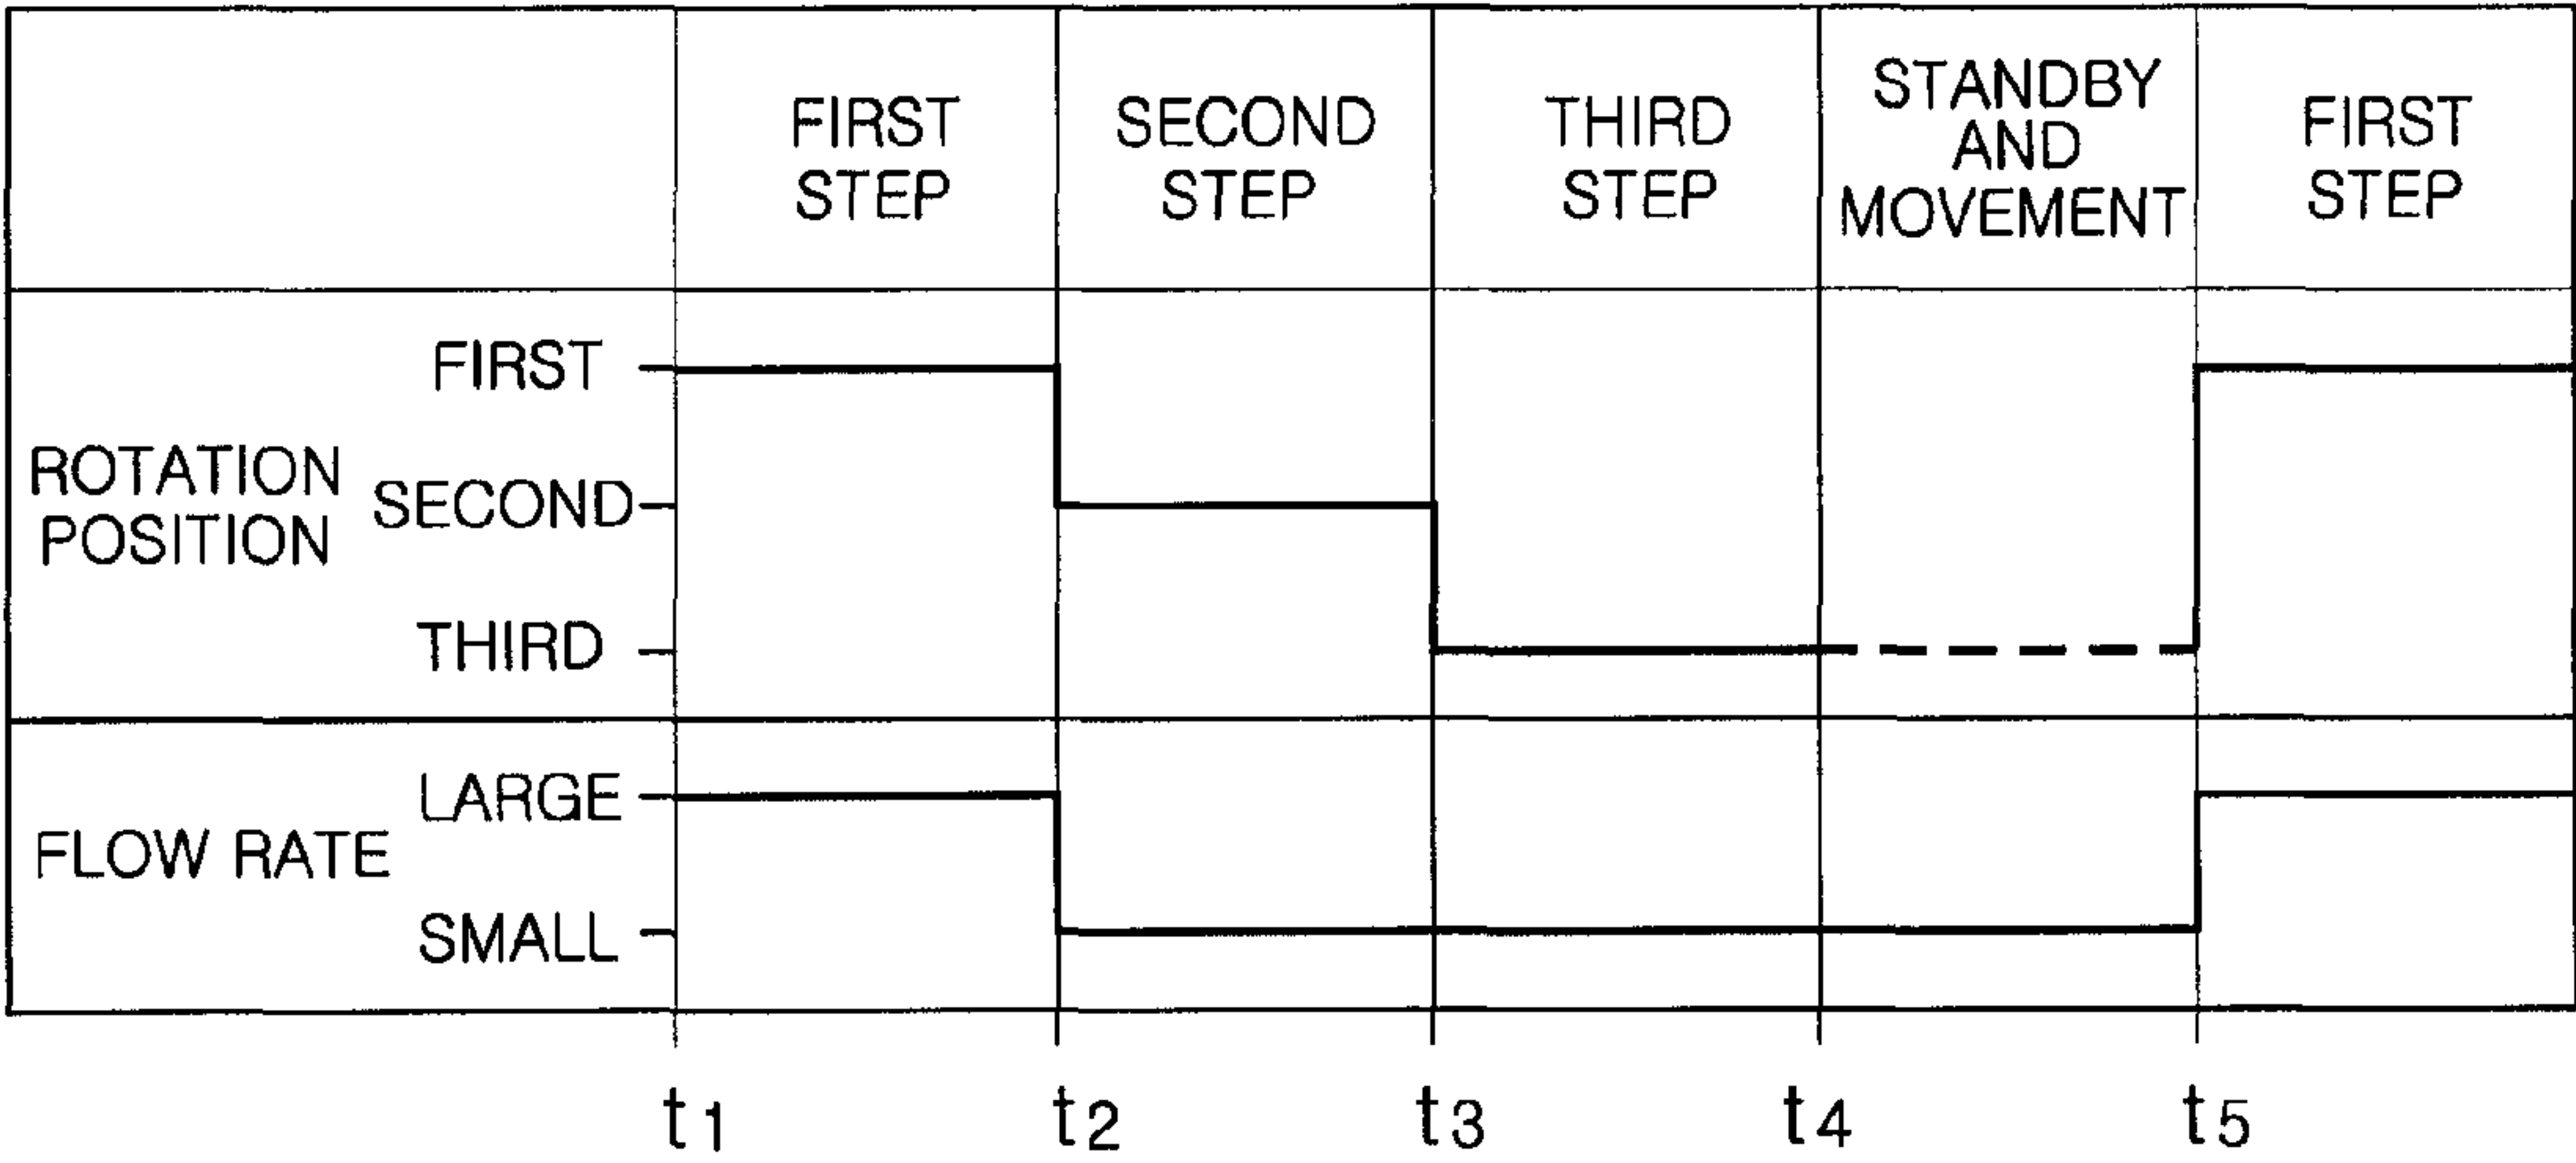 FIRST
STEP
SECOND
STEP
THIRD
STEP
STANDBY
AND
MOVEMENT
FIRST
STEP
ROTATION
POSITION
FIRST
SECOND
THIRD
FLOW RATE
LARGE
SMALL
t1 t2 t3 t4 t5